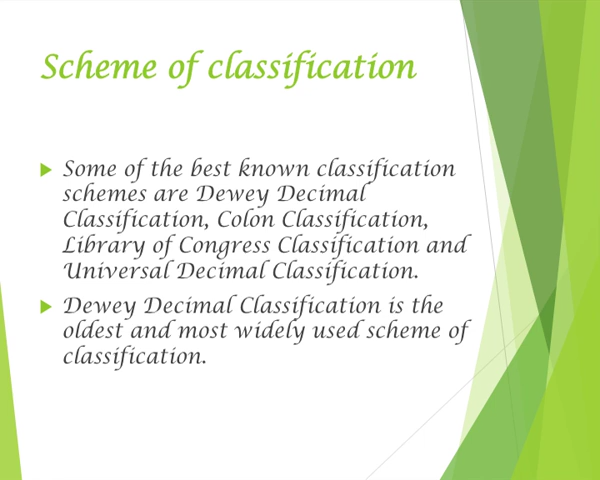 Scheme of classification
Some of the best known classification
schemes are Dewey Decimal
Classification, Colon Classification,
Library of Congress Classification and
Universal Decimal Classification.
Dewey Decimal Classification is the
oldest and most widely used scheme of
classification.